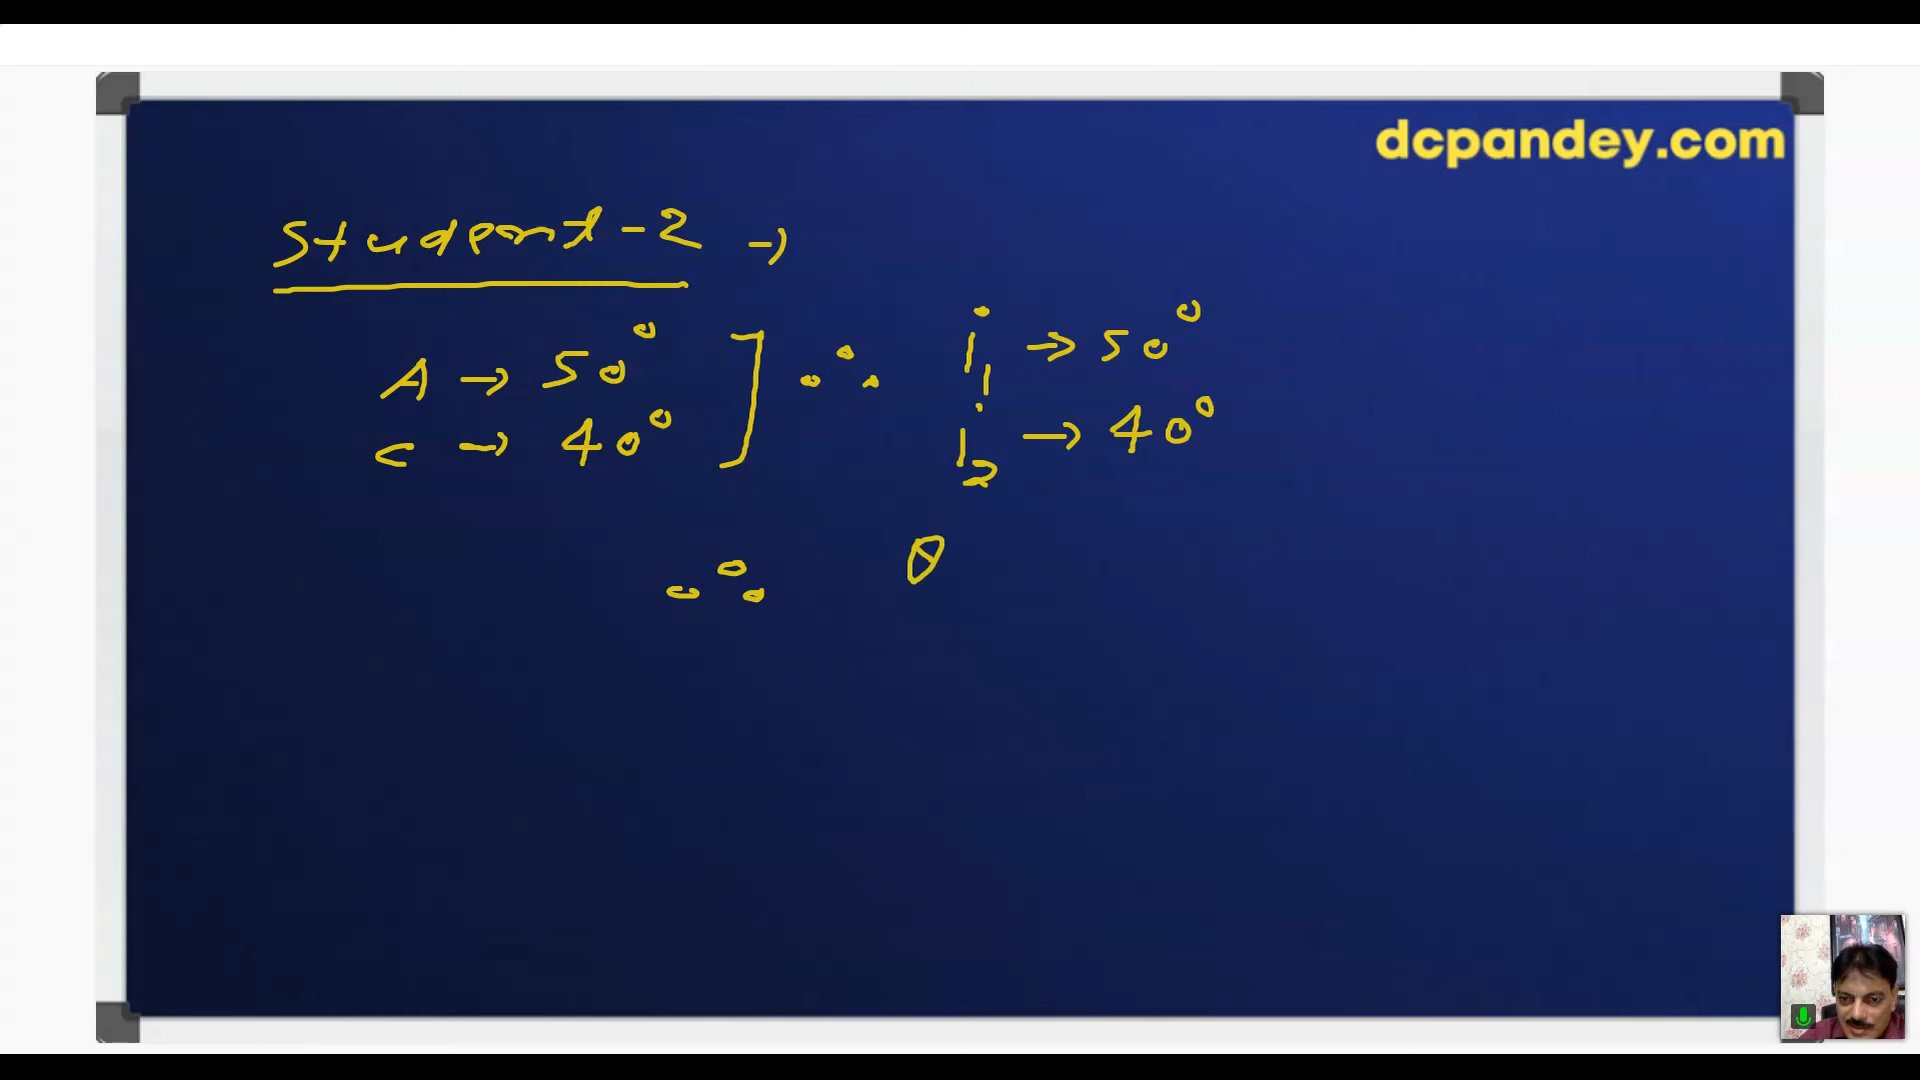 dcpandey.com
Student-2 →
A → 50° ] ∴ i₁ → 50°
C → 40° i₂ → 40°
∴ θ